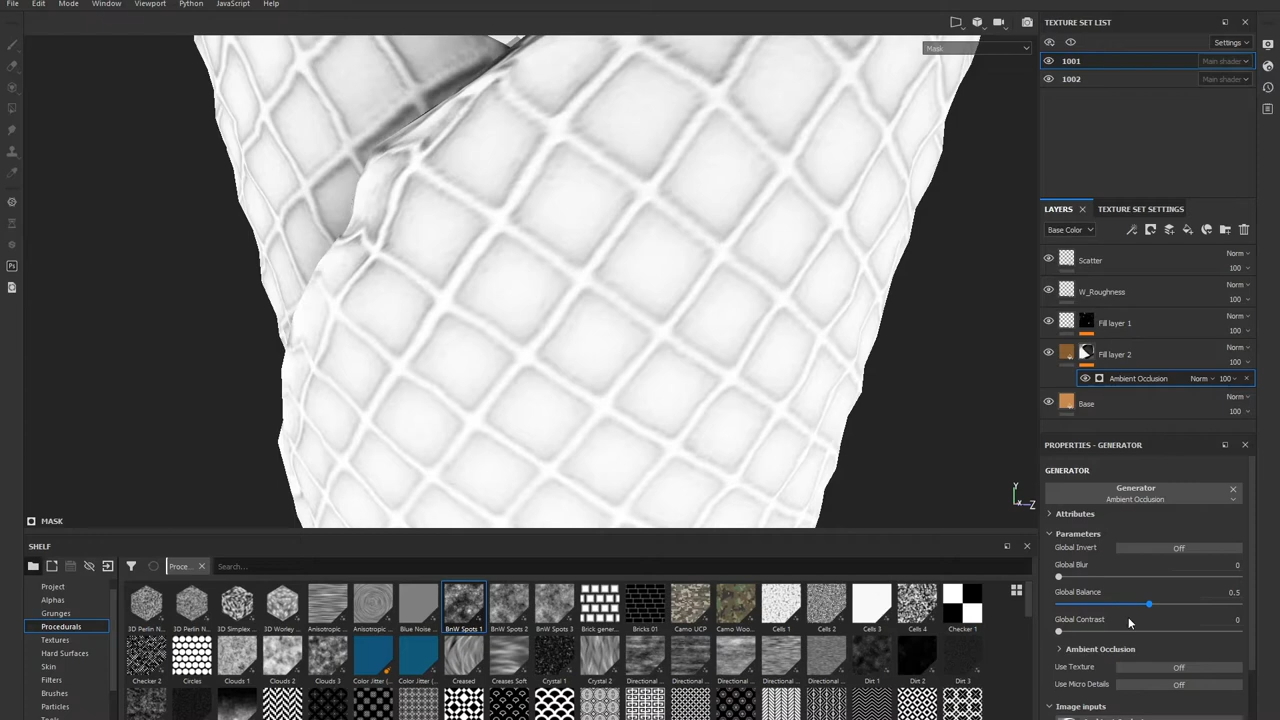 File Edit Mode Window Viewport Python JavaScript Help
Mask
TEXTURE SET LIST
Settings
1001 Main shader
1002 Main shader
LAYERS TEXTURE SET SETTINGS
Base Color
Scatter Norm 100
W_Roughness Norm 100
Fill layer 1 Norm 100
Fill layer 2 Norm 100
Ambient Occlusion Norm 100
Base Norm 100
PROPERTIES - GENERATOR
GENERATOR
Generator
Ambient Occlusion
Attributes
Parameters
Global Invert Off
Global Blur 0
Global Balance 0.5
Global Contrast 0
Ambient Occlusion
Use Texture Off
Use Micro Details Off
Image inputs
Y
Z
MASK
SHELF
Proce... Search...
Project
Alphas
Grunges
Procedurals
Textures
Hard Surfaces
Skin
Filters
Brushes
Particles
Tools
3D Perlin N... 3D Perlin N... 3D Simplex ... 3D Worley ... Anisotropic ... Anisotropic ... Blue Noise ... BnW Spots 1 BnW Spots 2 BnW Spots 3 Brick gener... Bricks 01 Camo UCP Camo Woo... Cells 1 Cells 2 Cells 3 Cells 4 Checker 1
Checker 2 Circles Clouds 1 Clouds 2 Clouds 3 Color Jitter (... Color Jitter (... Creased Creases Soft Crystal 1 Crystal 2 Directional ... Directional ... Directional ... Directional ... Directional ... Dirt 1 Dirt 2 Dirt 3